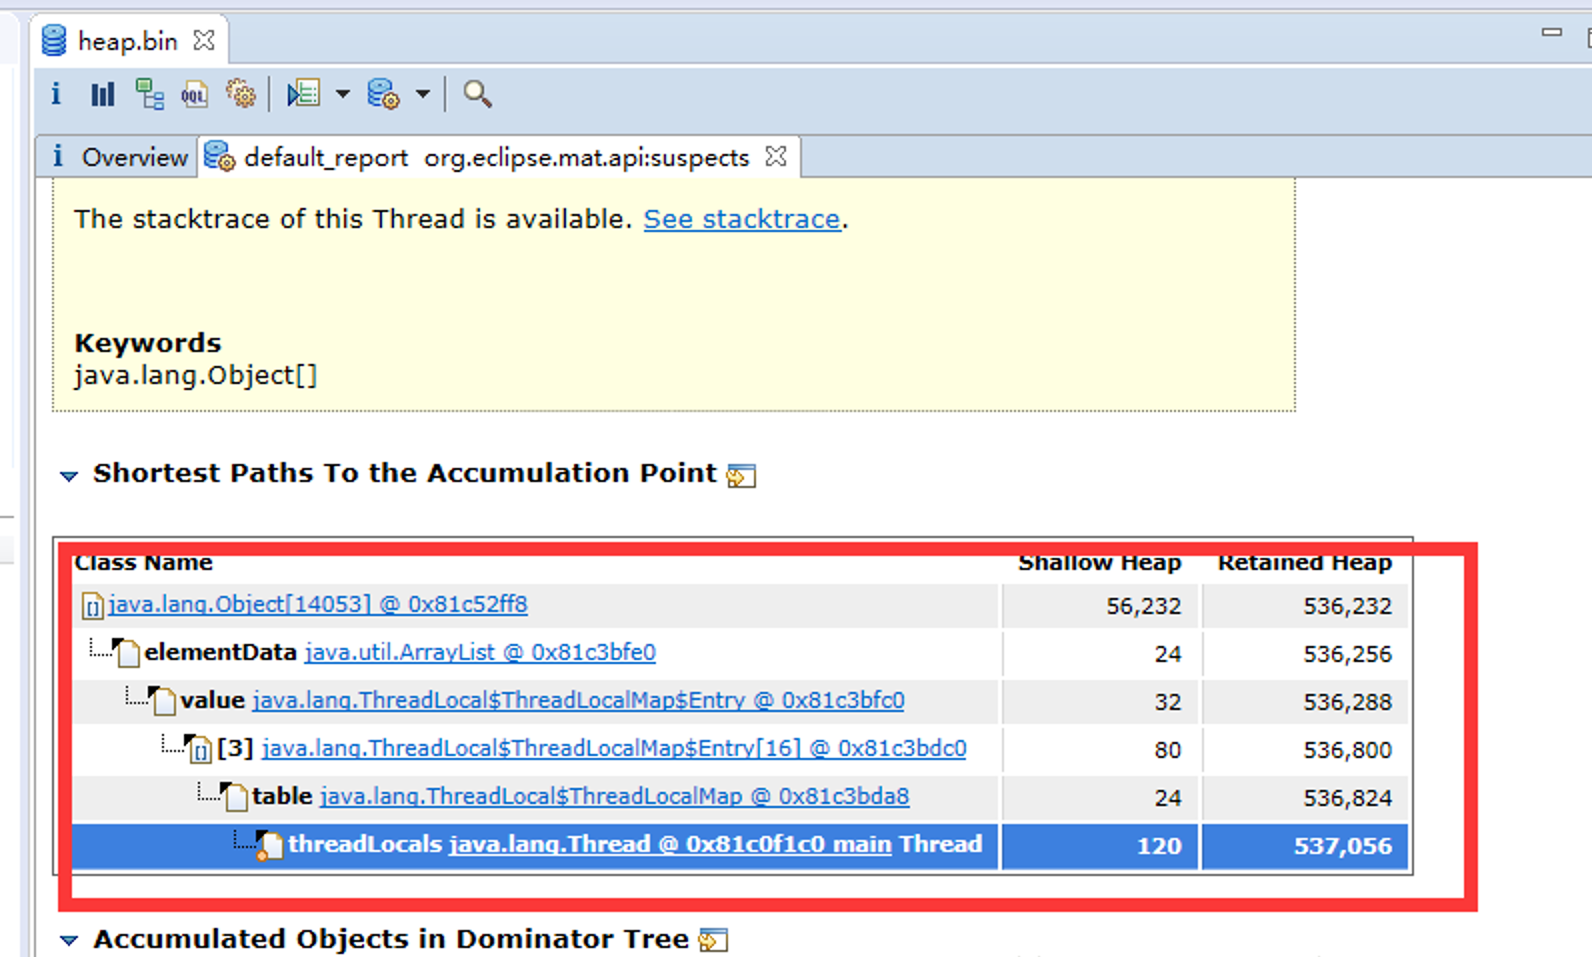 heap.bin
i OQL
i Overview default_report org.eclipse.mat.api:suspects
The stacktrace of this Thread is available. See stacktrace.
Keywords
java.lang.Object[]
Shortest Paths To the Accumulation Point
Class Name Shallow Heap Retained Heap
java.lang.Object[14053] @ 0x81c52ff8 56,232 536,232
elementData java.util.ArrayList @ 0x81c3bfe0 24 536,256
value java.lang.ThreadLocal$ThreadLocalMap$Entry @ 0x81c3bfc0 32 536,288
[3] java.lang.ThreadLocal$ThreadLocalMap$Entry[16] @ 0x81c3bdc0 80 536,800
table java.lang.ThreadLocal$ThreadLocalMap @ 0x81c3bda8 24 536,824
threadLocals java.lang.Thread @ 0x81c0f1c0 main Thread 120 537,056
Accumulated Objects in Dominator Tree